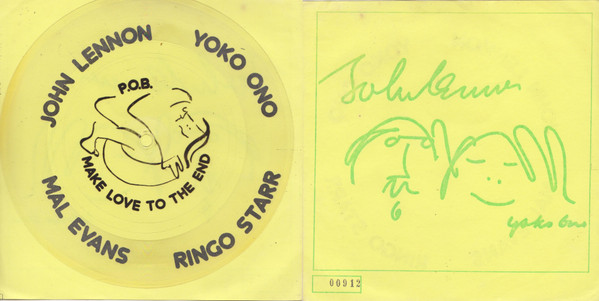 JOHN LENNON
YOKO ONO
P.O.B.
MAKE LOVE TO THE END
MAL EVANS
RINGO STARR
John Lennon
yoko ono
00912